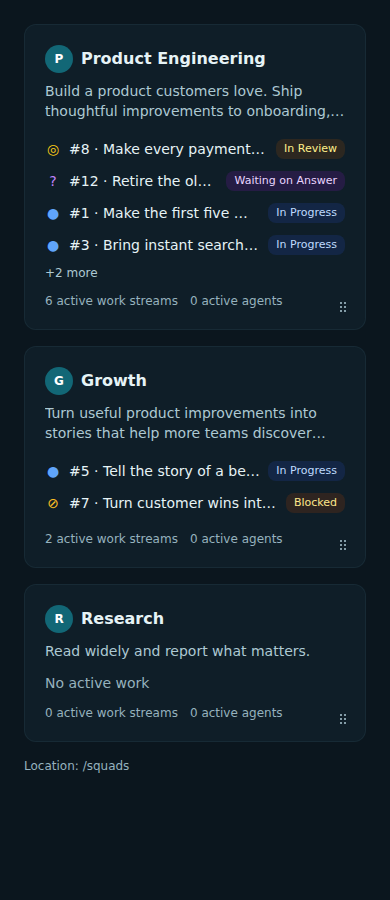 P Product Engineering
Build a product customers love. Ship
thoughtful improvements to onboarding,…
#8 · Make every payment… In Review
? #12 · Retire the ol… Waiting on Answer
#1 · Make the first five … In Progress
#3 · Bring instant search… In Progress
+2 more
6 active work streams 0 active agents
G Growth
Turn useful product improvements into
stories that help more teams discover…
#5 · Tell the story of a be… In Progress
#7 · Turn customer wins int… Blocked
2 active work streams 0 active agents
R Research
Read widely and report what matters.
No active work
0 active work streams 0 active agents
Location: /squads